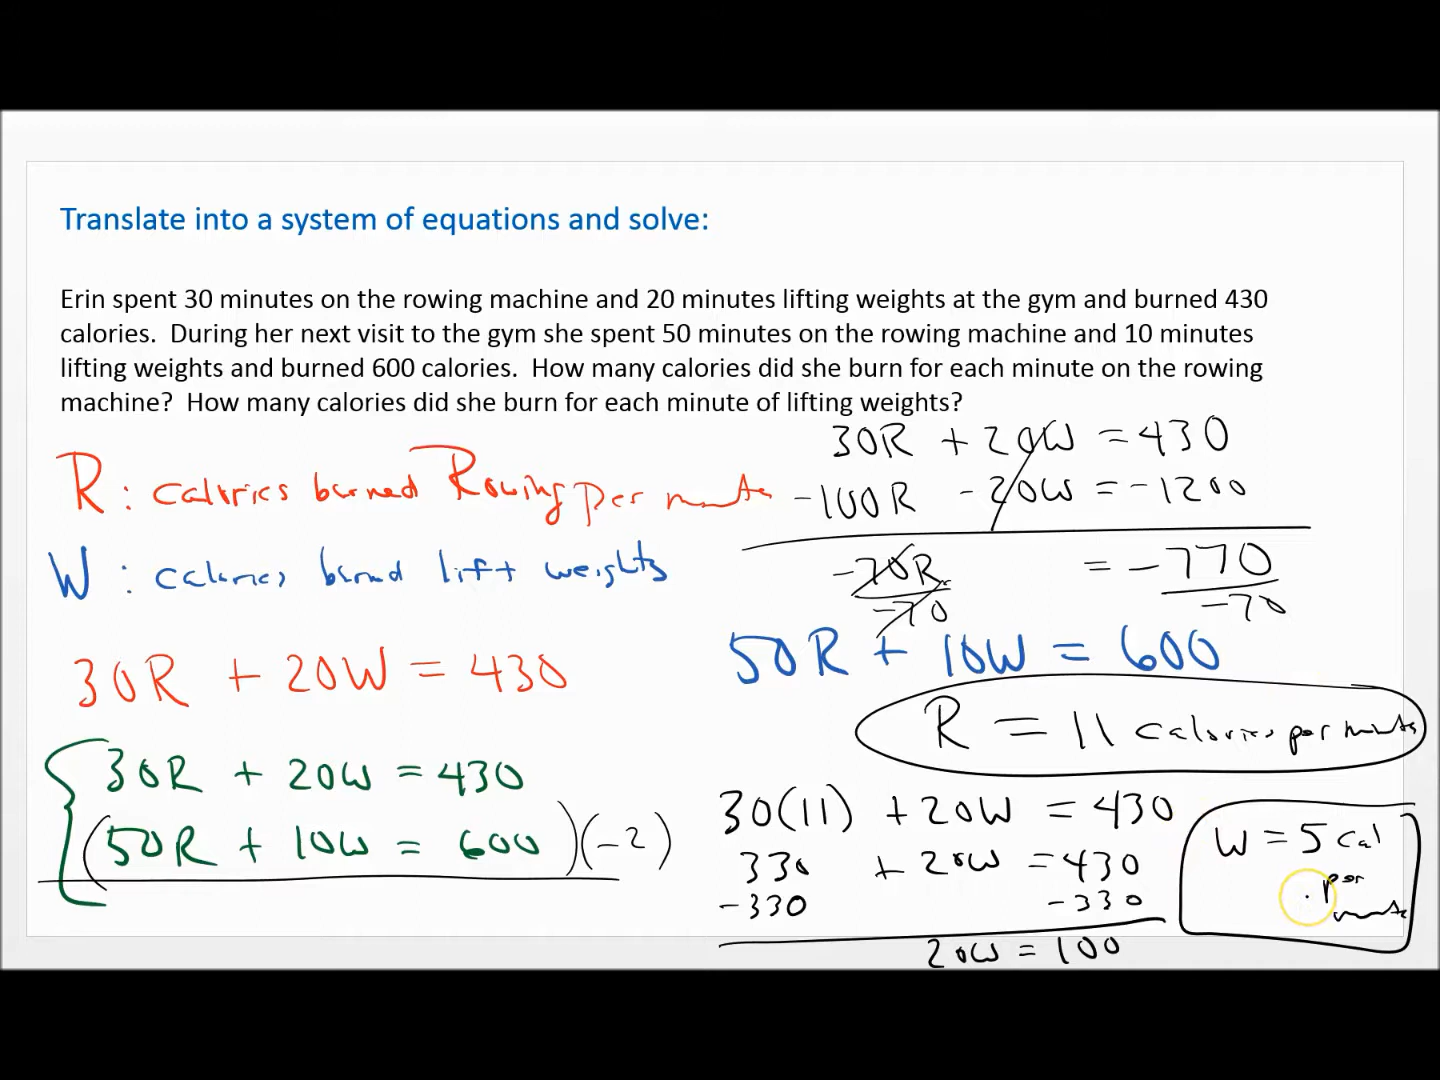 Translate into a system of equations and solve:
Erin spent 30 minutes on the rowing machine and 20 minutes lifting weights at the gym and burned 430
calories. During her next visit to the gym she spent 50 minutes on the rowing machine and 10 minutes
lifting weights and burned 600 calories. How many calories did she burn for each minute on the rowing
machine? How many calories did she burn for each minute of lifting weights?
R : calories burned Rowing per minute
W : calories burned lift weights
30R + 20W = 430
30R + 20W = 430
(50R + 10W = 600)(-2)
30R + 20W = 430
-100R - 20W = -1200
-70R = -770
-70 -70
50R + 10W = 600
R = 11 calories per minute
30(11) + 20W = 430
330 + 20W = 430
-330 -330
20W = 100
W = 5 cal
per
minute